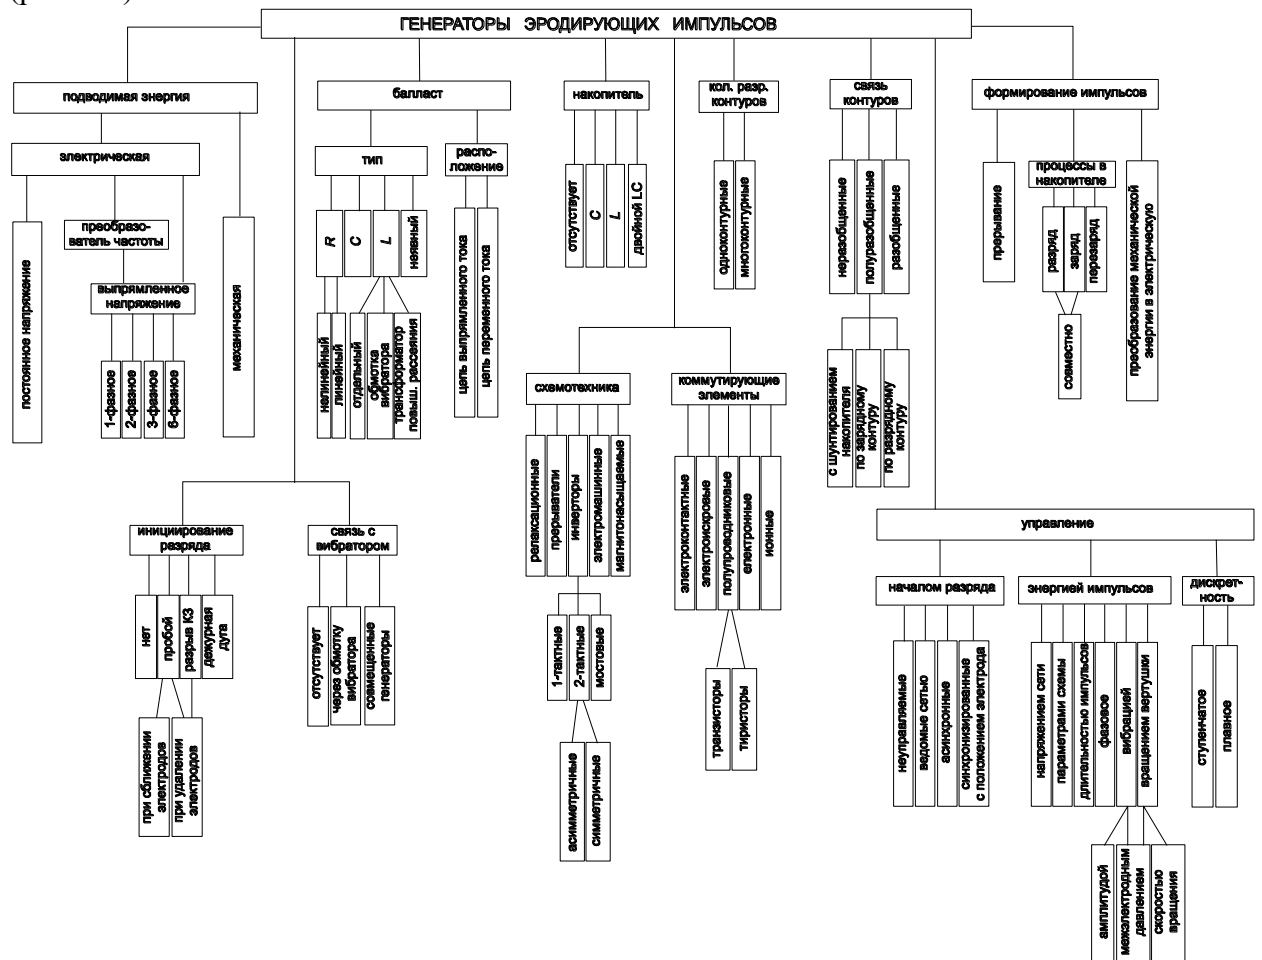 ГЕНЕРАТОРЫ ЭРОДИРУЮЩИХ ИМПУЛЬСОВ
подводимая энергия
электрическая
постоянное напряжение
преобразо-
ватель частоты
выпрямленное
напряжение
1-фазное
2-фазное
3-фазное
6-фазное
механическая
балласт
тип
R
C
L
неявный
нелинейный
линейный
отдельный
обмотка
вибратора
трансформатор
повыш. рассеяния
распо-
ложение
цепь выпрямленного тока
цепь переменного тока
накопитель
отсутствует
C
L
двойной LC
кол. разр.
контуров
одноконтурные
многоконтурные
связь
контуров
неразобщенные
полуразобщенные
разобщенные
с шунтированием
накопителя
по зарядному
контуру
по разрядному
контуру
формирование импульсов
прерывание
процессы в
накопителе
разряд
заряд
перезаряд
совместно
преобразование механической
энергии в электрическую
схемотехника
релаксационные
прерыватели
инверторы
электромашинные
магнитонасыщаемые
1-тактные
2-тактные
мостовые
асимметричные
симметричные
коммутирующие
элементы
электроконтактные
электроискровые
полупроводниковые
електронные
ионные
транзисторы
тиристоры
инициирование
разряда
нет
пробой
разрыв КЗ
дежурная
дуга
при сближении
электродов
при удалении
электродов
связь с
вибратором
отсутствует
через обмотку
вибратора
совмещенные
генераторы
управление
началом разряда
неуправляемые
ведомые сетью
асинхронные
синхронизированные
с положением электрода
энергией импульсов
напряжением сети
параметрами схемы
длительностью импульсов
фазовое
вибрацией
вращением вертушки
амплитудой
межэлектродным
давлением
скоростью
вращения
дискрет-
ность
ступенчатое
плавное